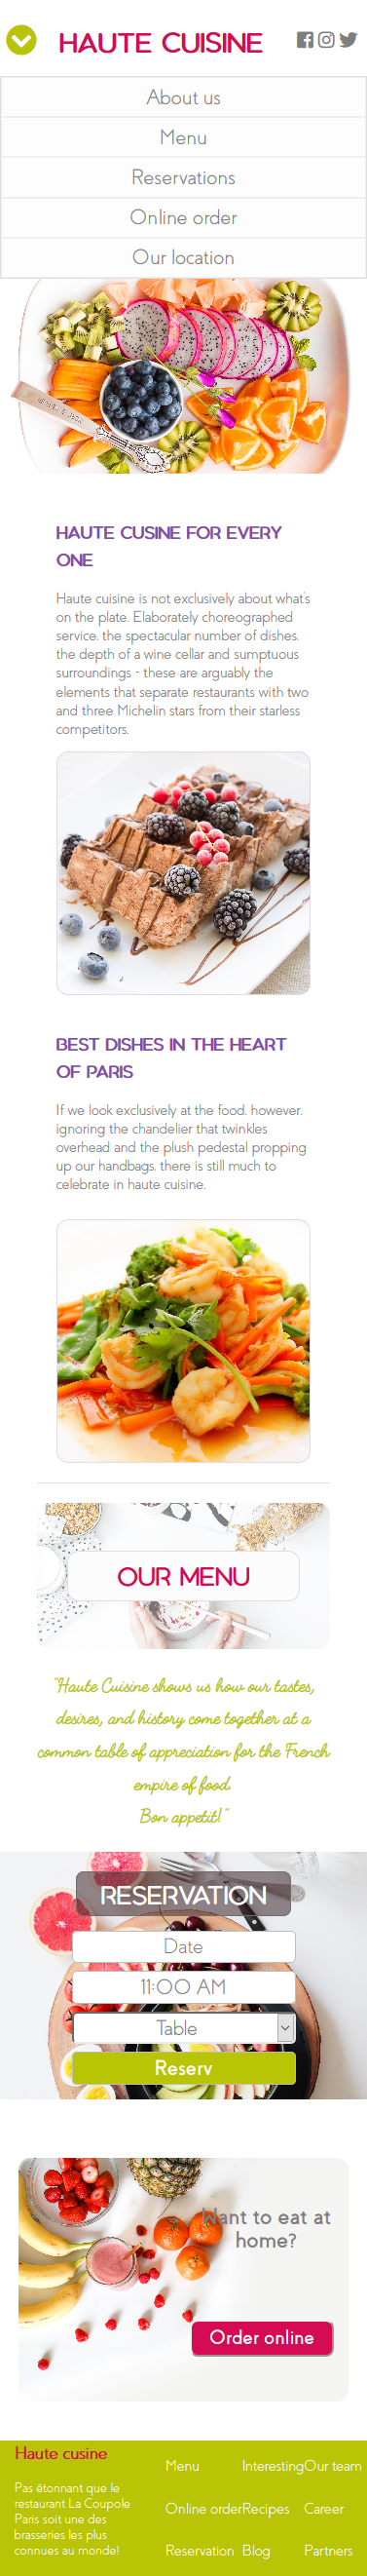 HAUTE CUISINE
About us
Menu
Reservations
Online order
Our location
HAUTE CUSINE FOR EVERY
ONE
Haute cuisine is not exclusively about what's
on the plate. Elaborately choreographed
service, the spectacular number of dishes,
the depth of a wine cellar and sumptuous
surroundings - these are arguably the
elements that separate restaurants with two
and three Michelin stars from their starless
competitors.
BEST DISHES IN THE HEART
OF PARIS
If we look exclusively at the food, however,
ignoring the chandelier that twinkles
overhead and the plush pedestal propping
up our handbags, there is still much to
celebrate in haute cuisine.
OUR MENU
"Haute Cuisine shows us how our tastes,
desires, and history come together at a
common table of appreciation for the French
empire of food.
Bon appetit! "
RESERVATION
Date
11:00 AM
Table
Reserv
Want to eat at
home?
Order online
Haute cuisine
Pas étonnant que le
restaurant La Coupole
Paris soit une des
brasseries les plus
connues au monde!
Menu
Interesting
Our team
Online order
Recipes
Career
Reservation
Blog
Partners